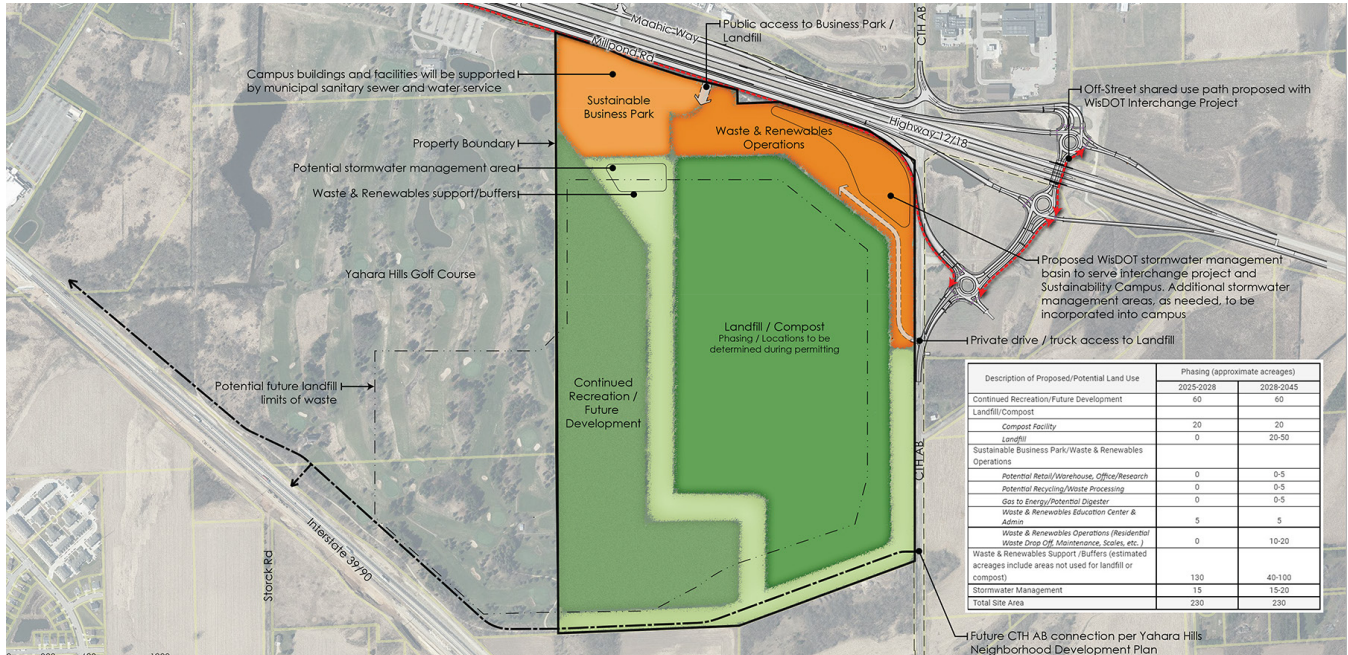 Maahic Way
CTH AB
Public access to Business Park /
Landfill
Millpond Rd
Campus buildings and facilities will be supported
by municipal sanitary sewer and water service
Off-Street shared use path proposed with
WisDOT Interchange Project
Sustainable
Business Park
Highway 12/18
Waste & Renewables
Operations
Property Boundary
Potential stormwater management area
Waste & Renewables support/buffers
Yahara Hills Golf Course
Proposed WisDOT stormwater management
basin to serve interchange project and
Sustainability Campus. Additional stormwater
management areas, as needed, to be
incorporated into campus
Landfill / Compost
Phasing / Locations to be
determined during permitting
Private drive / truck access to Landfill
Potential future landfill
limits of waste
Continued
Recreation /
Future
Development
CTH AB
Interstate 39/90
Storck Rd
Description of Proposed/Potential Land Use Phasing (approximate acreages)
2025-2028 2028-2045
Continued Recreation/Future Development 60 60
Landfill/Compost
Compost Facility 20 20
Landfill 0 20-50
Sustainable Business Park/Waste & Renewables
Operations
Potential Retail/Warehouse, Office/Research 0 0-5
Potential Recycling/Waste Processing 0 0-5
Gas to Energy/Potential Digester 0 0-5
Waste & Renewables Education Center &
Admin 5 5
Waste & Renewables Operations (Residential
Waste Drop Off, Maintenance, Scales, etc. ) 0 10-20
Waste & Renewables Support /Buffers (estimated
acreages include areas not used for landfill or
compost) 130 40-100
Stormwater Management 15 15-20
Total Site Area 230 230
Future CTH AB connection per Yahara Hills
Neighborhood Development Plan